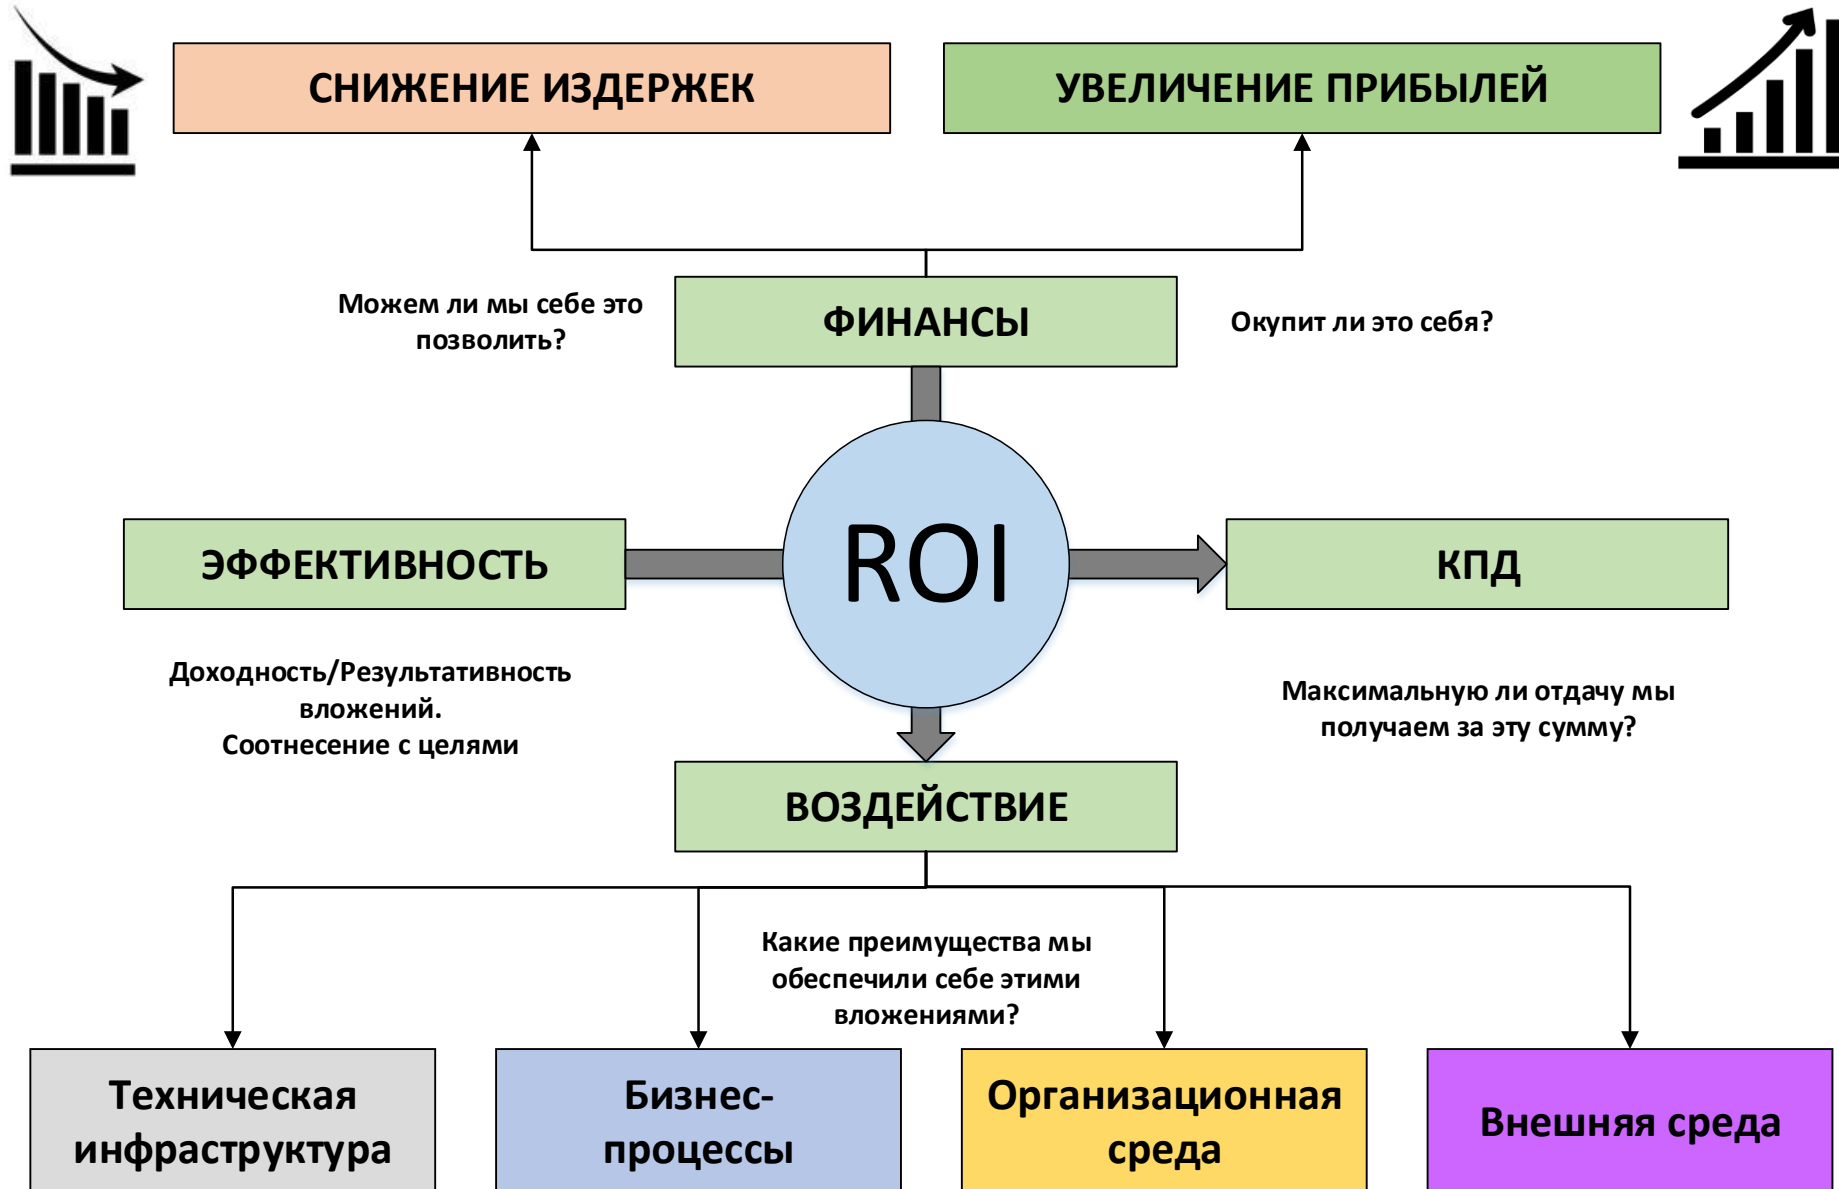 СНИЖЕНИЕ ИЗДЕРЖЕК
УВЕЛИЧЕНИЕ ПРИБЫЛЕЙ
Можем ли мы себе это
позволить?
ФИНАНСЫ
Окупит ли это себя?
ЭФФЕКТИВНОСТЬ
ROI
КПД
Доходность/Результативность
вложений.
Соотнесение с целями
Максимальную ли отдачу мы
получаем за эту сумму?
ВОЗДЕЙСТВИЕ
Какие преимущества мы
обеспечили себе этими
вложениями?
Техническая
инфраструктура
Бизнес-
процессы
Организационная
среда
Внешняя среда